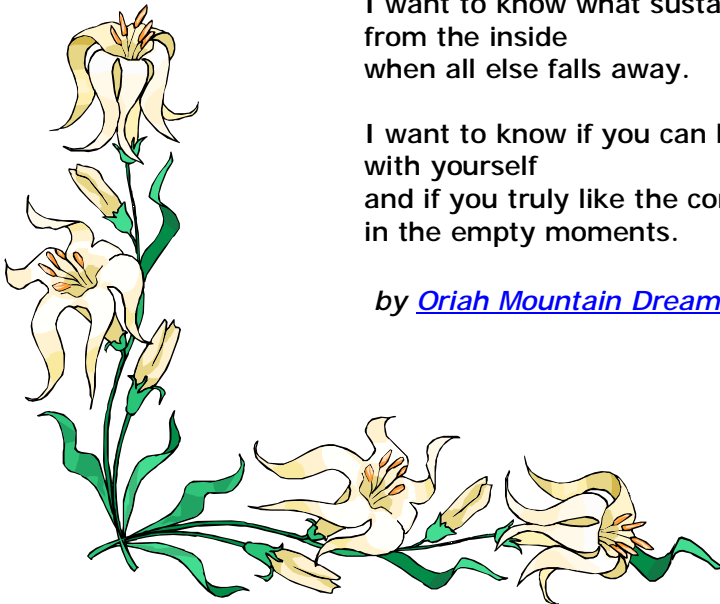 I want to know what
from the inside
when all else falls away.
I want to know if you can
with yourself
and if you truly like the
in the empty moments.
by Oriah Mountain